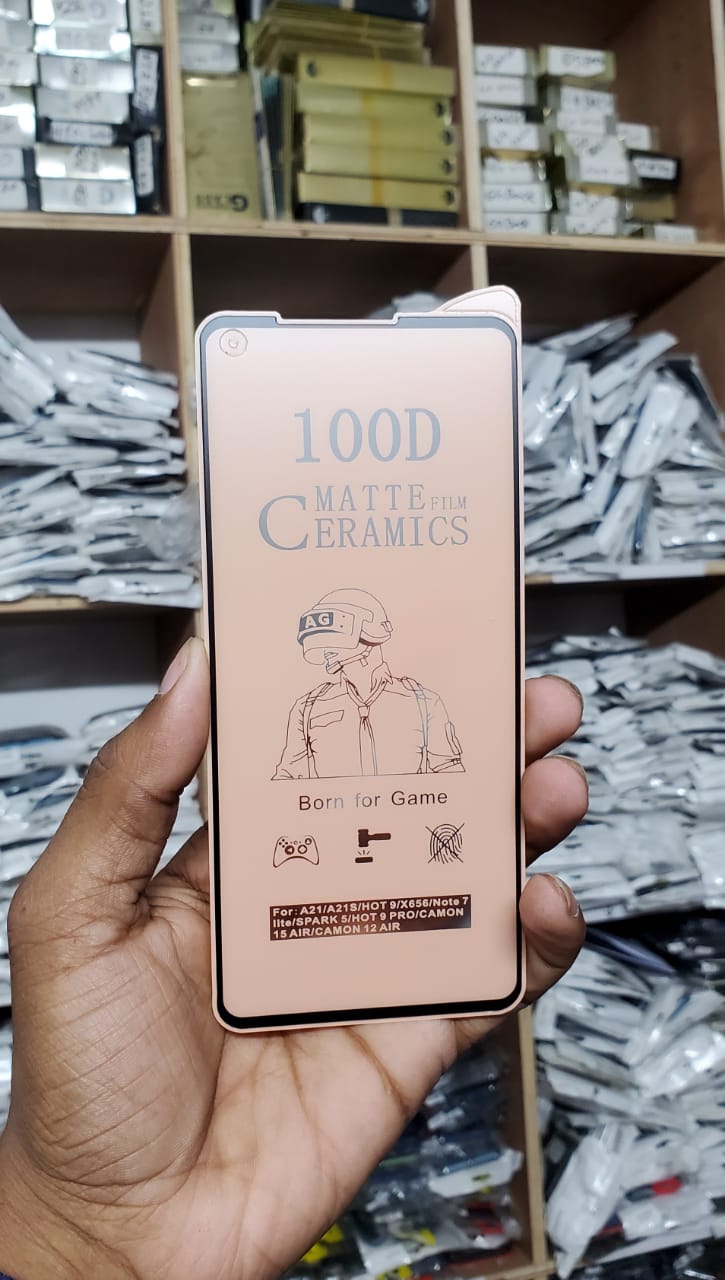 100D
MATTE FILM
CERAMICS
AG
Born for Game
For: A21/A21S/HOT 9/X656/Note 7
lite/SPARK 5/HOT 9 PRO/CAMON
15 AIR/CAMON 12 AIR